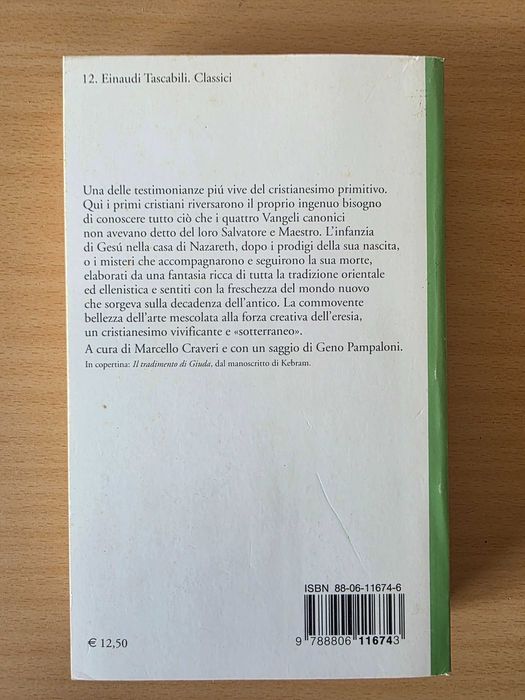 12. Einaudi Tascabili. Classici
Una delle testimonianze piú vive del cristianesimo primitivo.
Quì i primi cristiani riversarono il proprio ingenuo bisogno
di conoscere tutto ciò che i quattro Vangeli canonici
non avevano detto del loro Salvatore e Maestro. L'infanzia
di Gesú nella casa di Nazareth, dopo i prodigi della sua nascita,
o i misteri che accompagnarono e seguirono la sua morte,
elaborati da una fantasia ricca di tutta la tradizione orientale
ed ellenistica e sentiti con la freschezza del mondo nuovo
che sorgeva sulla decadenza dell'antico. La commovente
bellezza dell'arte mescolata alla forza creativa dell'eresia,
un cristianesimo vivificante e «sotterraneo».
A cura di Marcello Craveri e con un saggio di Geno Pampaloni.
In copertina: Il tradimento di Giuda, dal manoscritto di Kebram.
ISBN 88-06-11674-6
9 788806 116743
€ 12,50